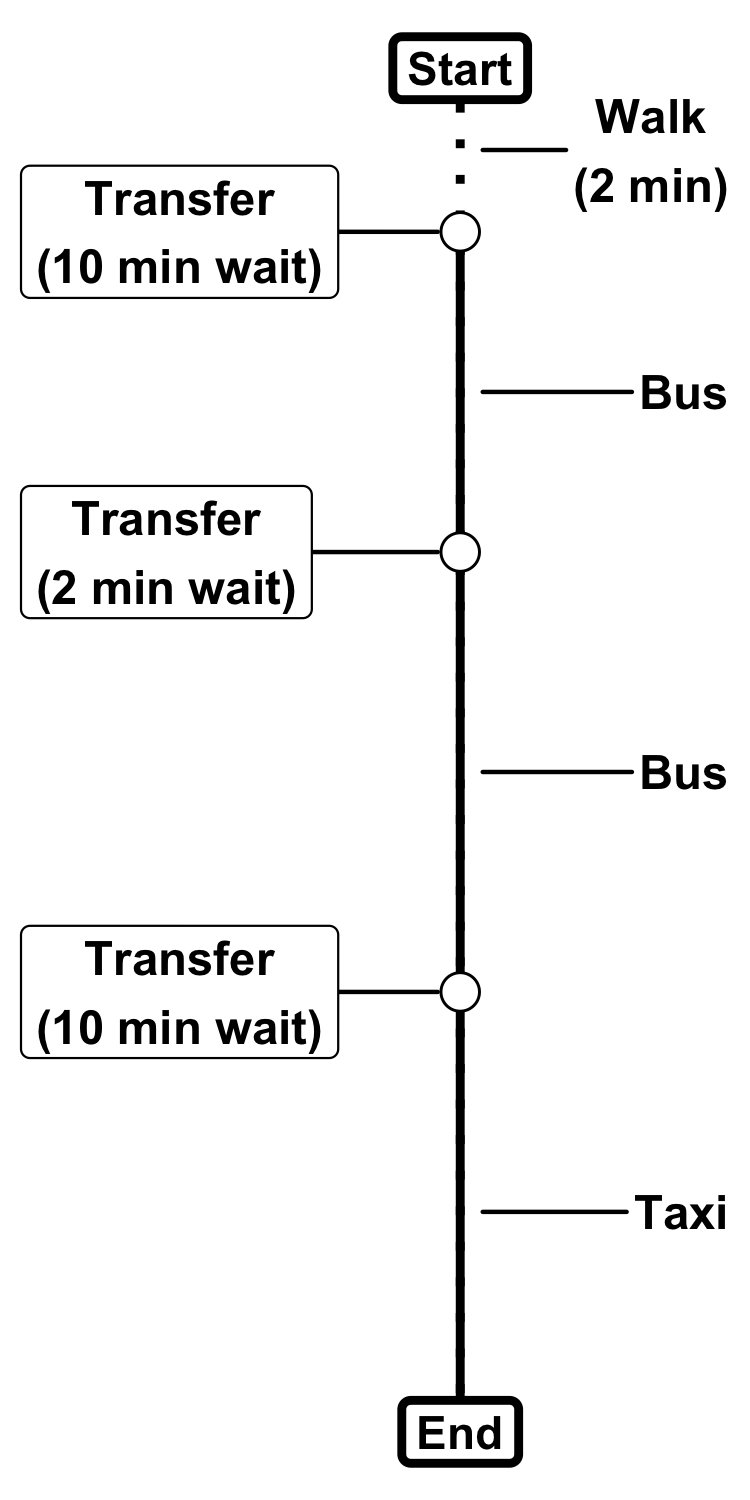 Start
Walk
(2 min)
Transfer
(10 min wait)
Bus
Transfer
(2 min wait)
Bus
Transfer
(10 min wait)
Taxi
End